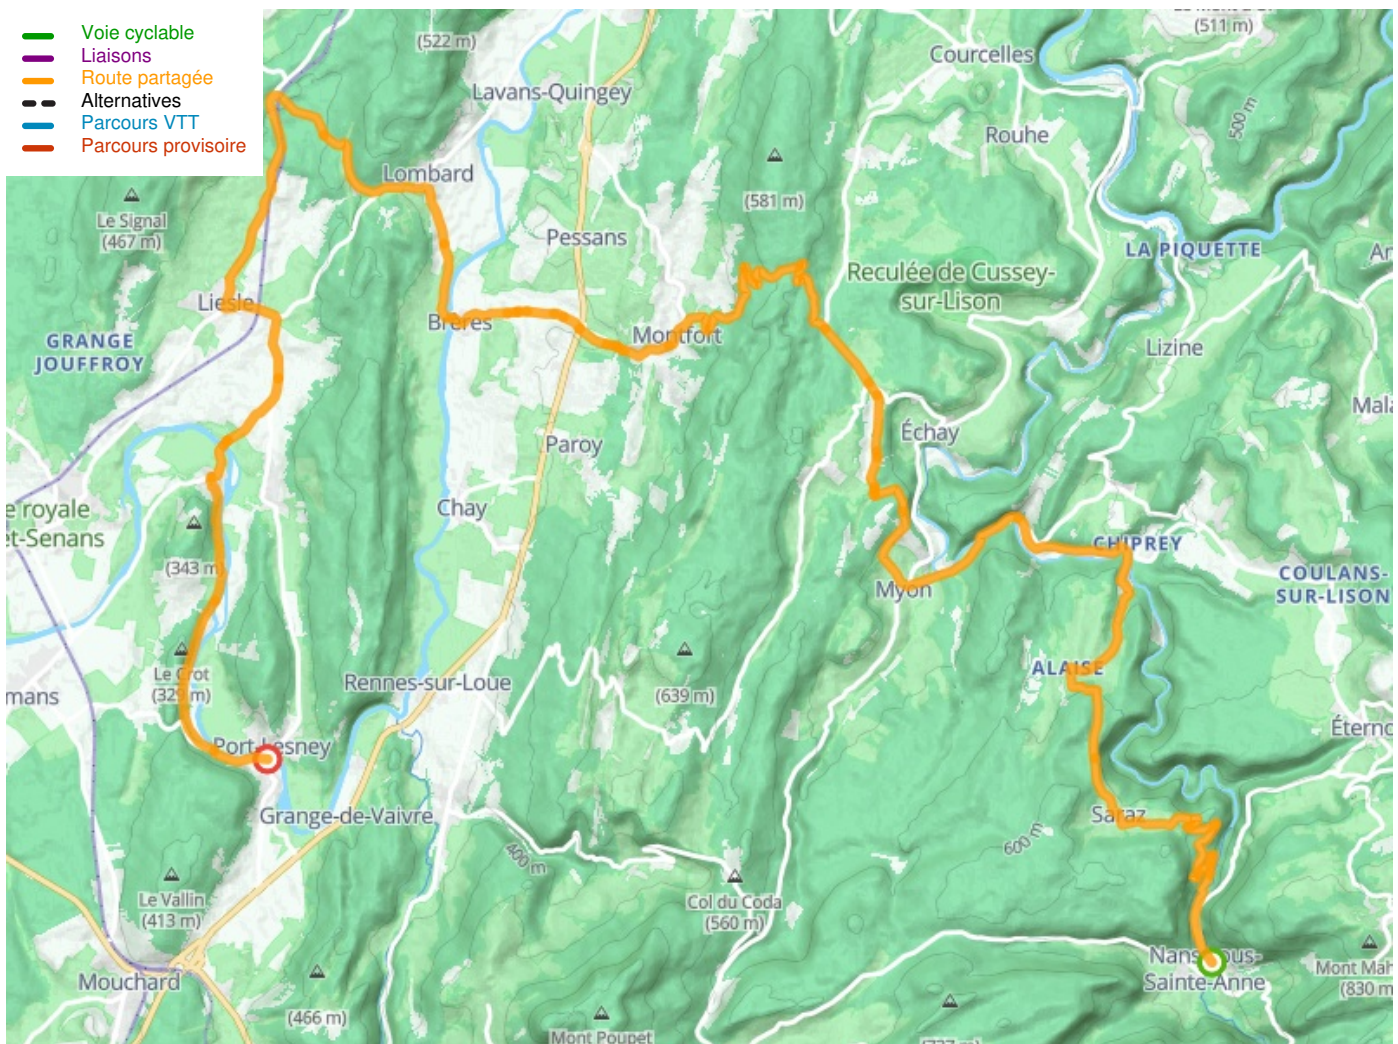 Voie cyclable
Liaisons
Route partagée
Alternatives
Parcours VTT
Parcours provisoire
(522 m)
Courcelles
(511 m)
Lavans-Quingey
500 m
Rouhe
Lombard
(581 m)
Le Signal
(467 m)
Pessans
LA PIQUETTE
Reculée de Cussey-
sur-Lison
Liesle
Brères
Montfort
GRANGE
JOUFFROY
Lizine
Échay
Paroy
Chay
e royale
et-Senans
(343 m)
CHIPREY
COULANS-
SUR-LISON
Myon
ALAISE
Le Crot
(329 m)
mans
Rennes-sur-Loue
(639 m)
Port-Lesney
Éterno
Grange-de-Vaivre
Saraz
600 m
400 m
Le Vallin
(413 m)
Col du Coda
(560 m)
Nans-sous-
Sainte-Anne
Mont Mah
(830 m
Mouchard
(466 m)
Mont Poupet